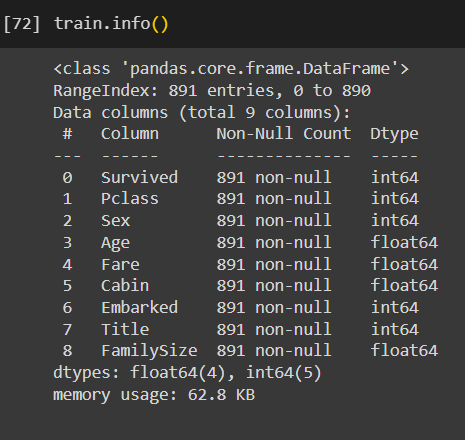 [72] train.info()
<class 'pandas.core.frame.DataFrame'>
RangeIndex: 891 entries, 0 to 890
Data columns (total 9 columns):
 #   Column      Non-Null Count  Dtype
---  ------      --------------  -----
 0   Survived    891 non-null    int64
 1   Pclass      891 non-null    int64
 2   Sex         891 non-null    int64
 3   Age         891 non-null    float64
 4   Fare        891 non-null    float64
 5   Cabin       891 non-null    float64
 6   Embarked    891 non-null    int64
 7   Title       891 non-null    int64
 8   FamilySize  891 non-null    float64
dtypes: float64(4), int64(5)
memory usage: 62.8 KB